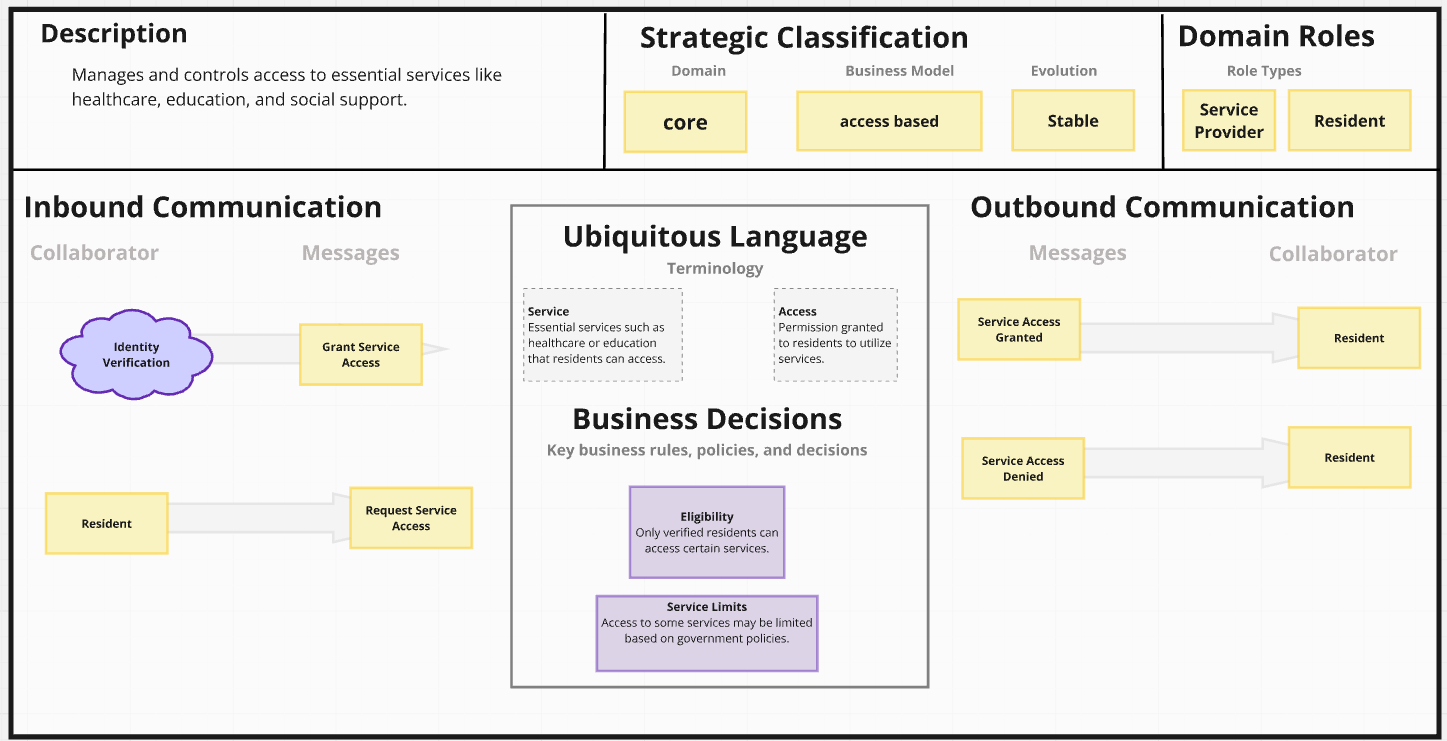 Description
Manages and controls access to essential services like
healthcare, education, and social support.
Strategic Classification
Domain
Business Model
Evolution
core
access based
Stable
Domain Roles
Role Types
Service
Provider
Resident
Inbound Communication
Collaborator
Messages
Identity
Verification
Grant Service
Access
Resident
Request Service
Access
Ubiquitous Language
Terminology
Service
Essential services such as
healthcare or education
that residents can access.
Access
Permission granted
to residents to utilize
services.
Business Decisions
Key business rules, policies, and decisions
Eligibility
Only verified residents can
access certain services.
Service Limits
Access to some services may be limited
based on government policies.
Outbound Communication
Messages
Collaborator
Service Access
Granted
Resident
Service Access
Denied
Resident